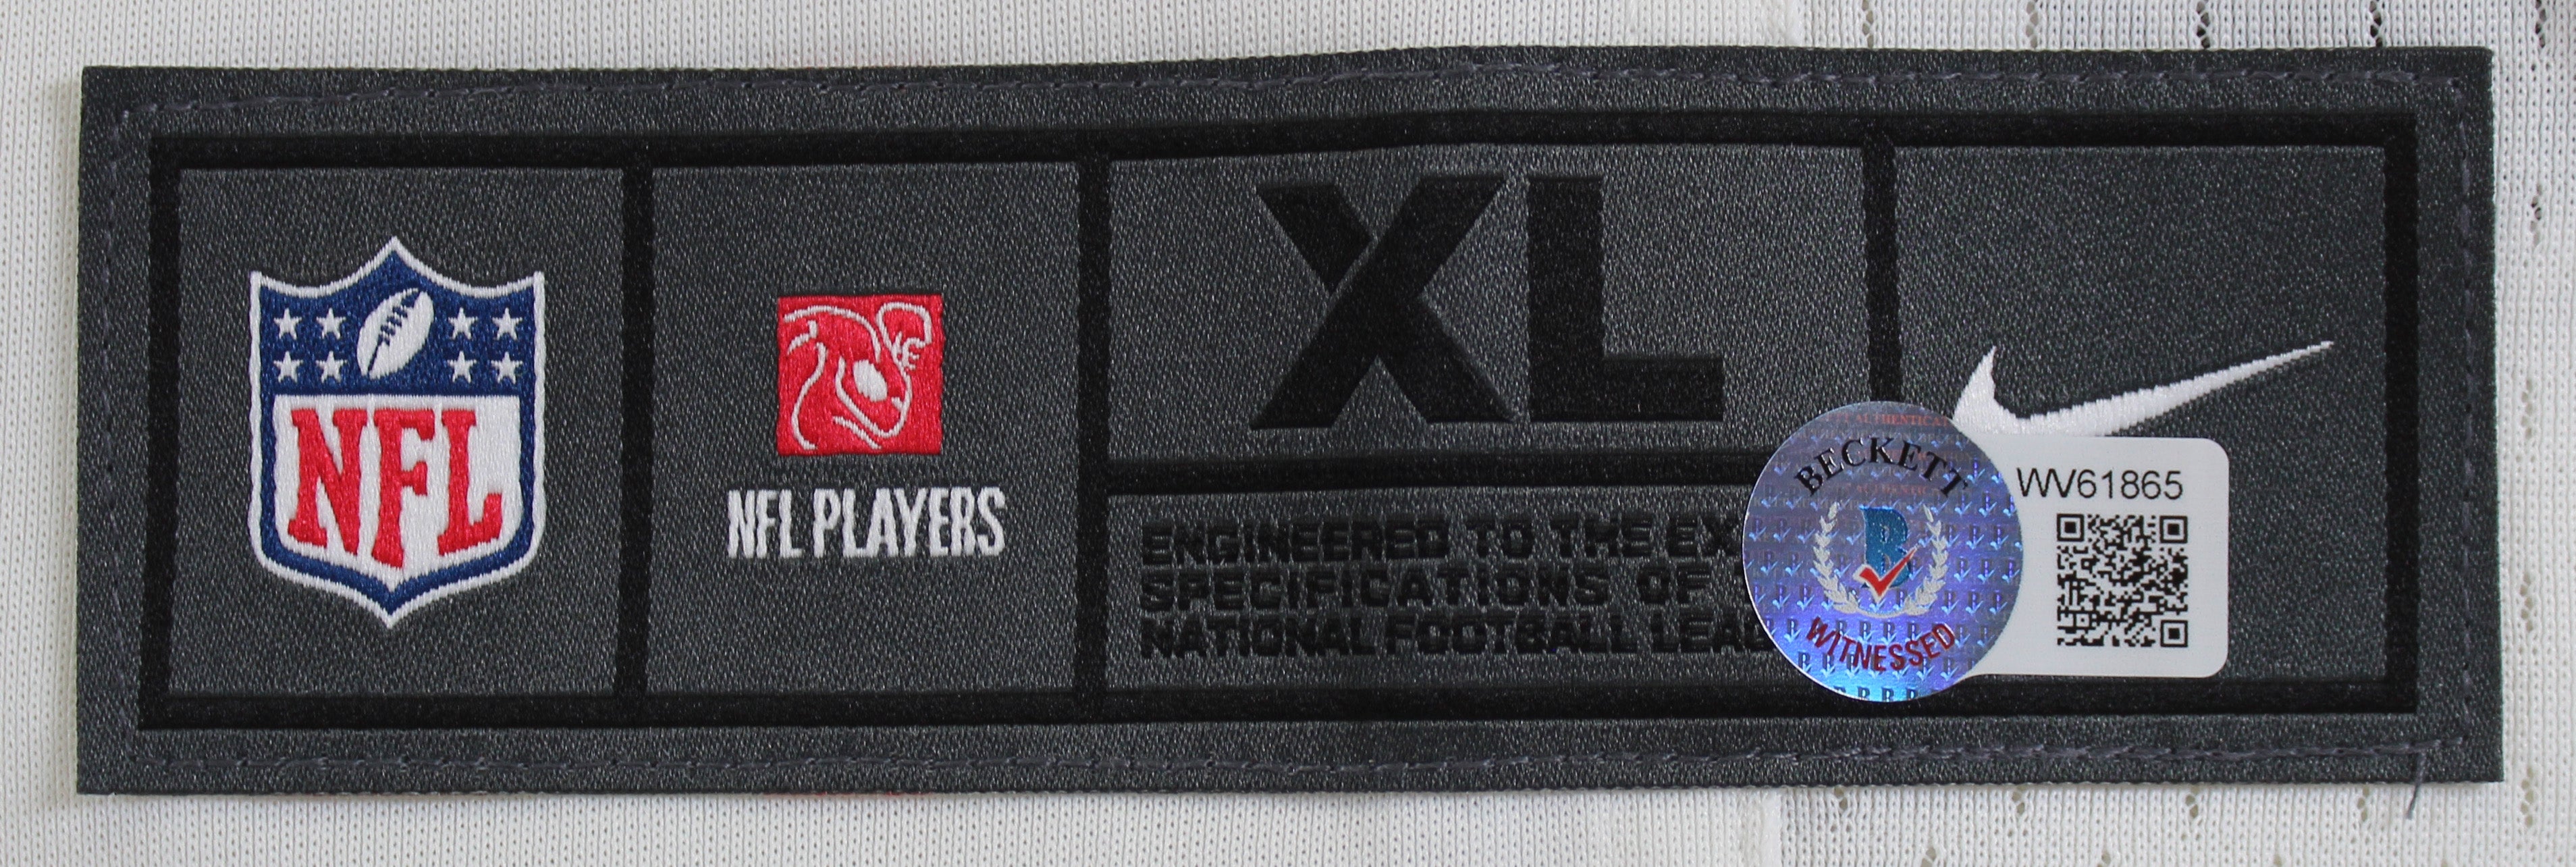 NFL
NFL PLAYERS
XL
ENGINEERED TO THE EX
SPECIFICATIONS OF
NATIONAL FOOTBALL LEAG
BECKETT
WITNESSED
WV61865